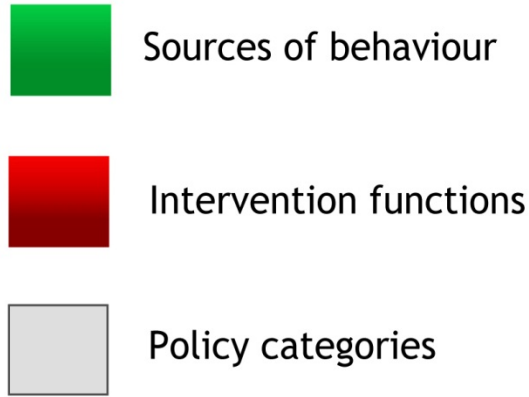 Sources of behaviour
Intervention functions
Policy categories